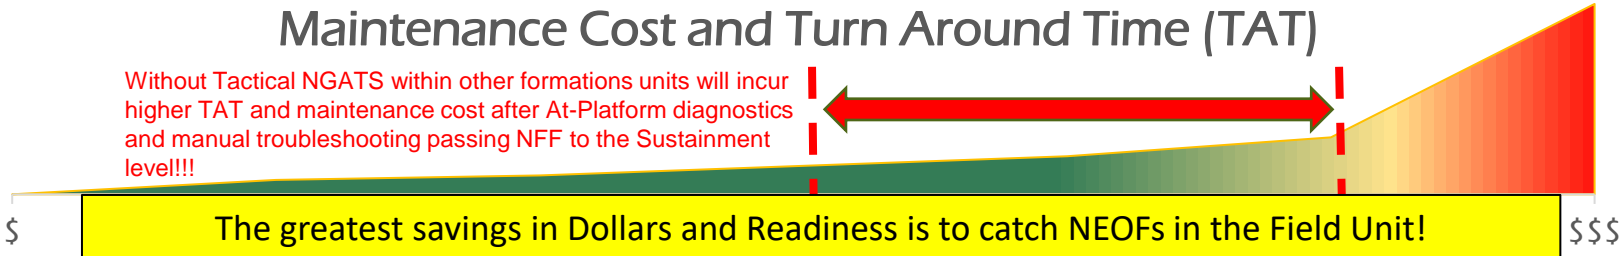 Maintenance Cost and Turn Around Time (TAT)
Without Tactical NGATS within other formations units will incur
higher TAT and maintenance cost after At-Platform diagnostics
and manual troubleshooting passing NFF to the Sustainment
level!!!
$
The greatest savings in Dollars and Readiness is to catch NEOFs in the Field Unit!
$$$